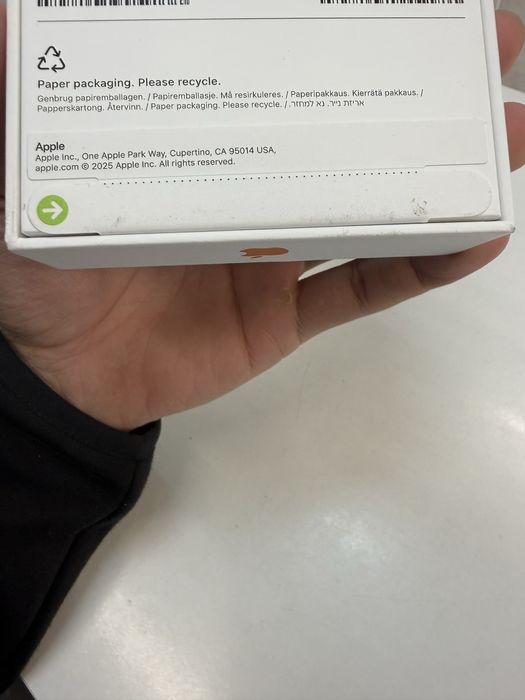 Paper packaging. Please recycle.
Genbrug papiremballagen. / Papiremballasje. Må resirkuleres. / Paperipakkaus. Kierrätä pakkaus. /
Papperskartong. Återvinn. / Paper packaging. Please recycle. / אריזת נייר. נא למחזר.
Apple
Apple Inc., One Apple Park Way, Cupertino, CA 95014 USA,
apple.com © 2025 Apple Inc. All rights reserved.